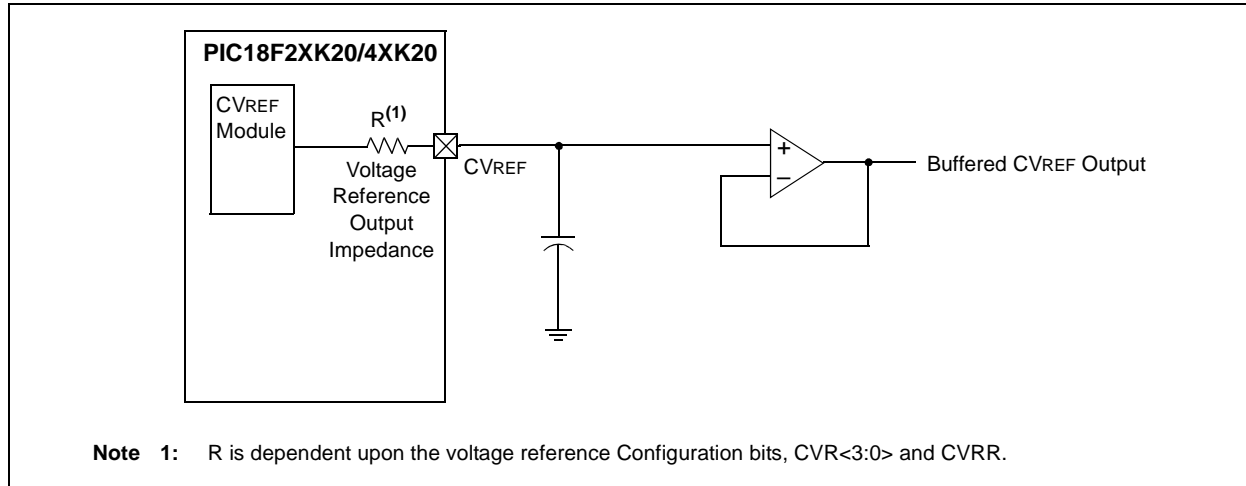 PIC18F2XK20/4XK20
CVREF
Module
R(1)
Voltage
Reference
Output
Impedance
CVREF
+
–
Buffered CVREF Output
Note 1: R is dependent upon the voltage reference Configuration bits, CVR<3:0> and CVRR.